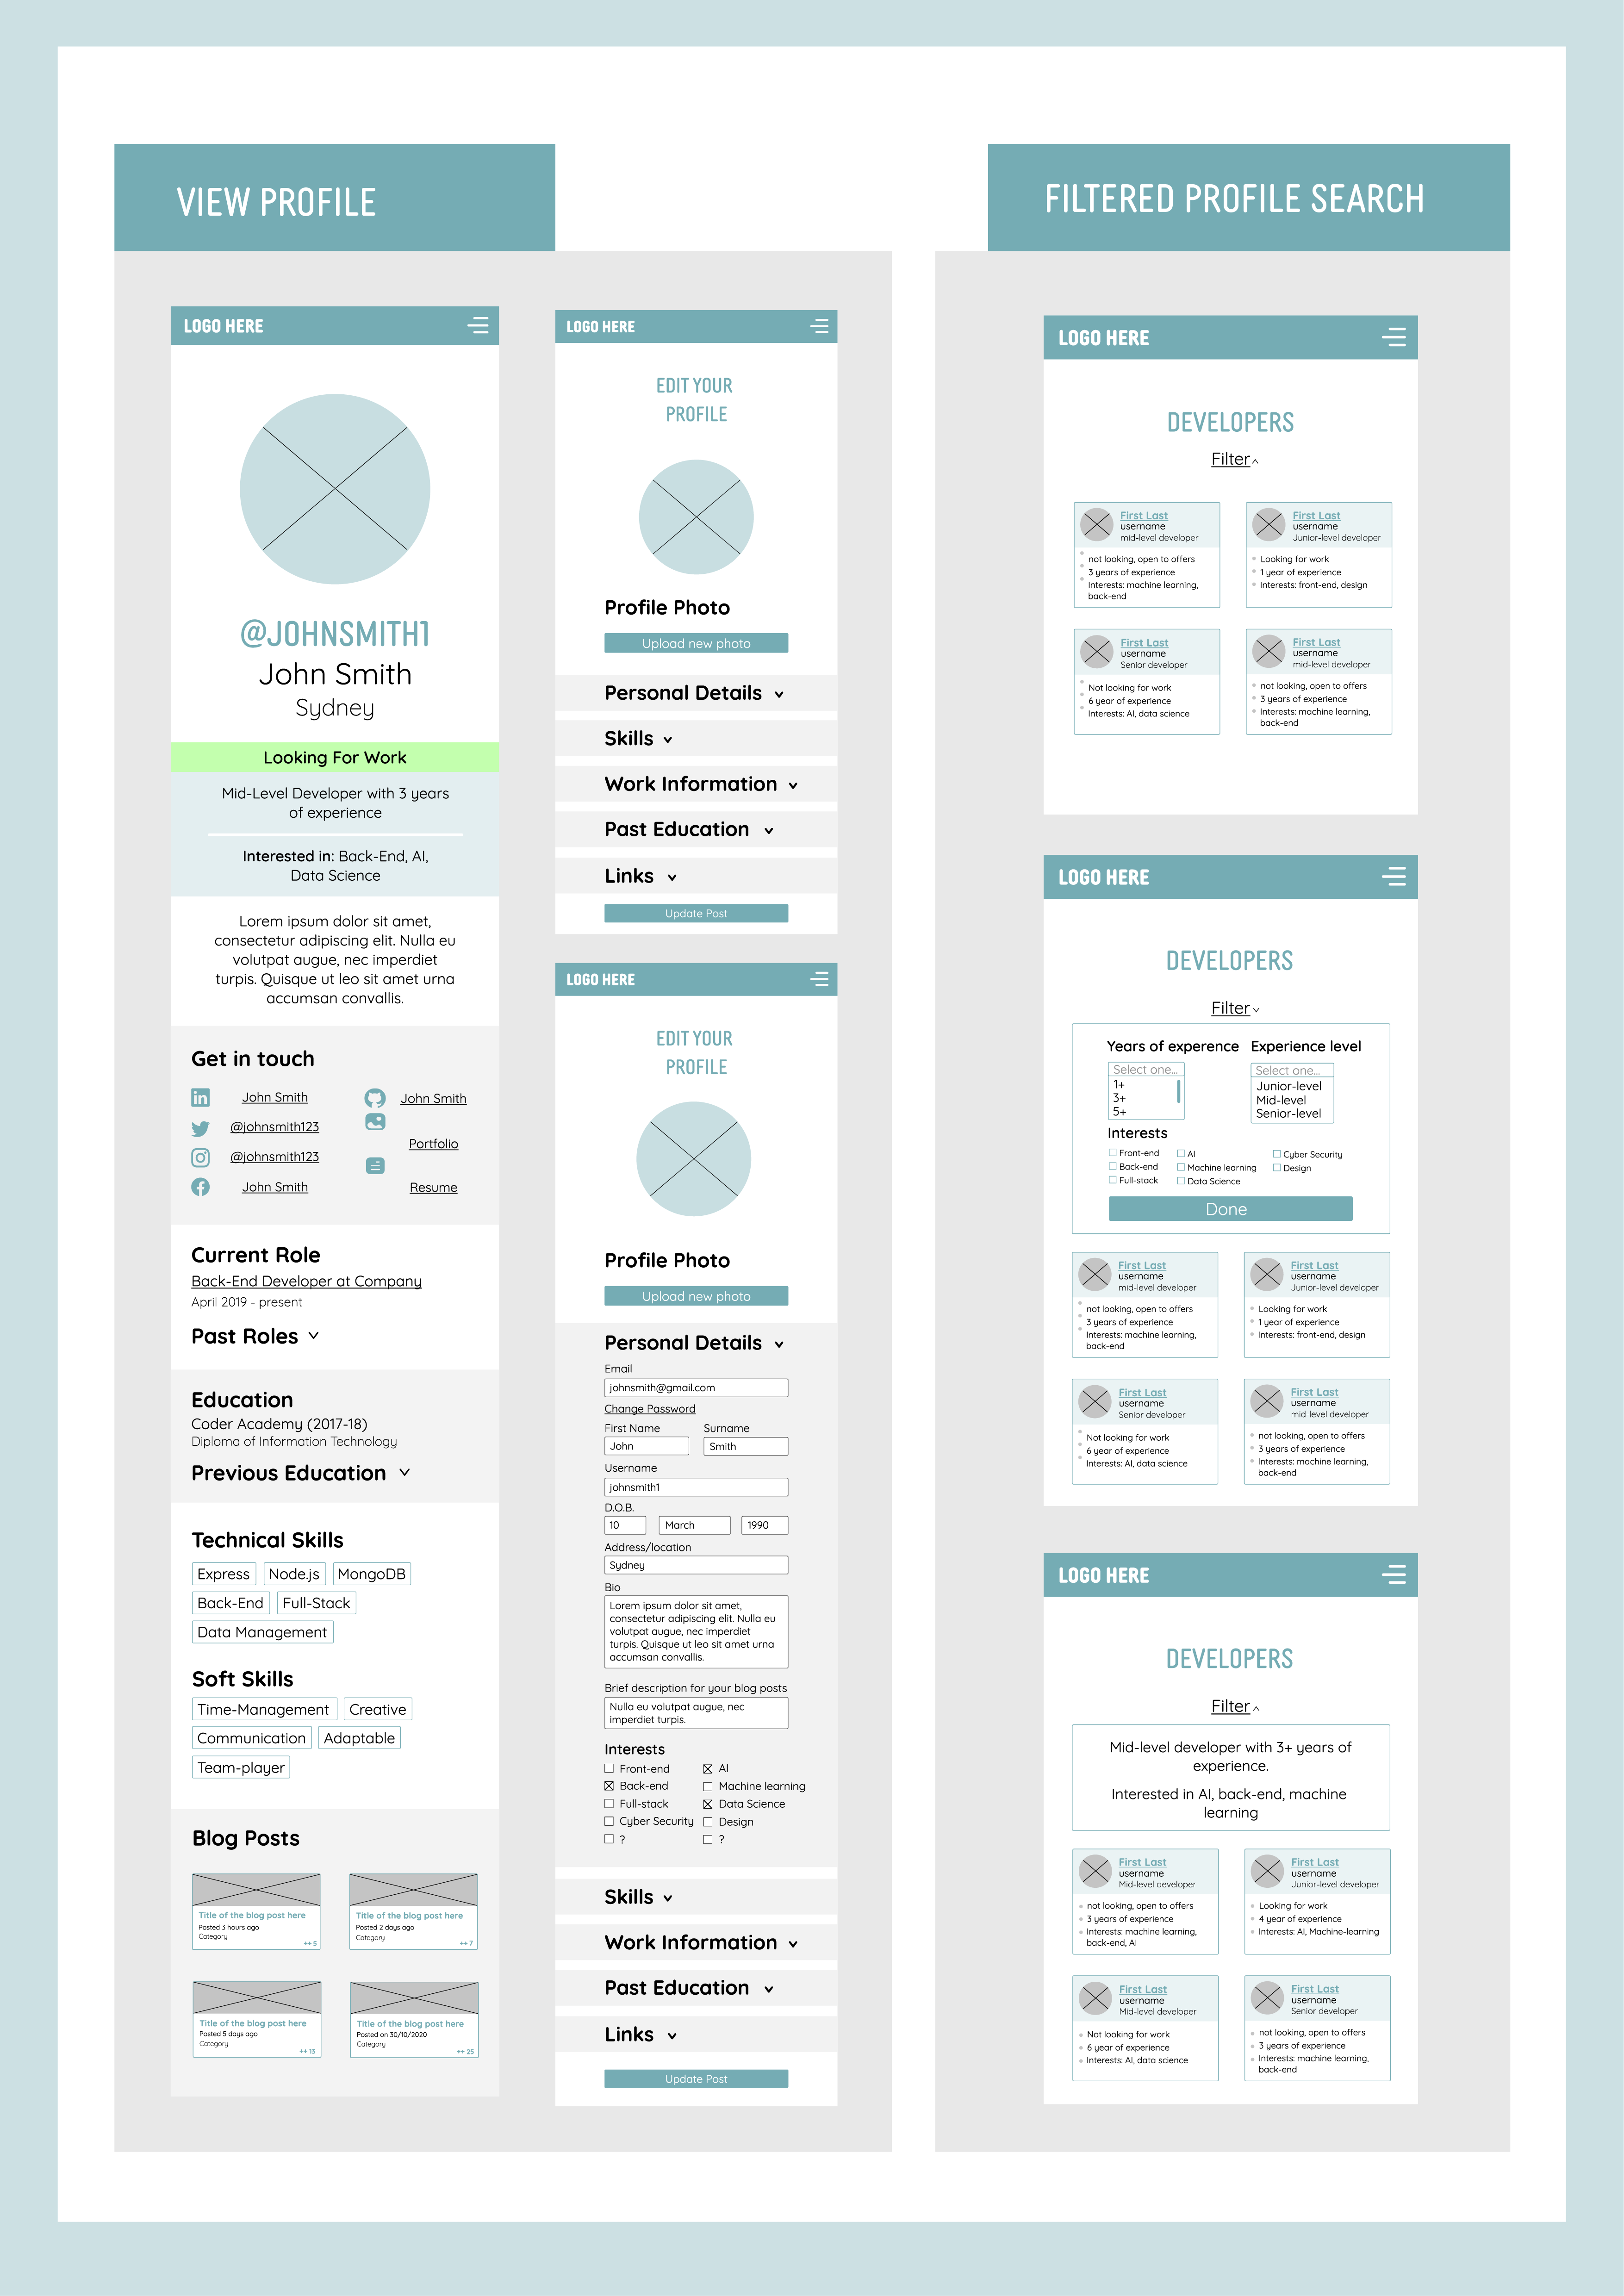 VIEW PROFILE
LOGO HERE
@JOHNSMITH1
John Smith
Sydney
Looking For Work
Mid-Level Developer with 3 years
of experience
Interested in: Back-End, AI,
Data Science
Lorem ipsum dolor sit amet,
consectetur adipiscing elit. Nulla eu
volutpat augue, nec imperdiet
turpis. Quisque ut leo sit amet urna
accumsan convallis.
Get in touch
John Smith
John Smith
@johnsmith123
Portfolio
@johnsmith123
John Smith
Resume
Current Role
Back-End Developer at Company
April 2019 - present
Past Roles
Education
Coder Academy (2017-18)
Diploma of Information Technology
Previous Education
Technical Skills
Express Node.js MongoDB
Back-End Full-Stack
Data Management
Soft Skills
Time-Management Creative
Communication Adaptable
Team-player
Blog Posts
Title of the blog post here
Posted 3 hours ago
Category
++ 5
Title of the blog post here
Posted 2 days ago
Category
++ 7
Title of the blog post here
Posted 5 days ago
Category
++ 13
Title of the blog post here
Posted on 30/10/2020
Category
++ 25
LOGO HERE
EDIT YOUR
PROFILE
Profile Photo
Upload new photo
Personal Details
Skills
Work Information
Past Education
Links
Update Post
LOGO HERE
EDIT YOUR
PROFILE
Profile Photo
Upload new photo
Personal Details
Email
johnsmith@gmail.com
Change Password
First Name Surname
John Smith
Username
johnsmith1
D.O.B.
10 March 1990
Address/location
Sydney
Bio
Lorem ipsum dolor sit amet,
consectetur adipiscing elit. Nulla eu
volutpat augue, nec imperdiet
turpis. Quisque ut leo sit amet urna
accumsan convallis.
Brief description for your blog posts
Nulla eu volutpat augue, nec
imperdiet turpis.
Interests
Front-end AI
Back-end Machine learning
Full-stack Data Science
Cyber Security Design
? ?
Skills
Work Information
Past Education
Links
Update Post
FILTERED PROFILE SEARCH
LOGO HERE
DEVELOPERS
Filter
First Last
username
mid-level developer
not looking, open to offers
3 years of experience
Interests: machine learning,
back-end
First Last
username
Junior-level developer
Looking for work
1 year of experience
Interests: front-end, design
First Last
username
Senior developer
Not looking for work
6 year of experience
Interests: AI, data science
First Last
username
mid-level developer
not looking, open to offers
3 years of experience
Interests: machine learning,
back-end
LOGO HERE
DEVELOPERS
Filter
Years of experence Experience level
Select one... Select one...
1+ Junior-level
3+ Mid-level
5+ Senior-level
Interests
Front-end AI Cyber Security
Back-end Machine learning Design
Full-stack Data Science
Done
First Last
username
mid-level developer
not looking, open to offers
3 years of experience
Interests: machine learning,
back-end
First Last
username
Junior-level developer
Looking for work
1 year of experience
Interests: front-end, design
First Last
username
Senior developer
Not looking for work
6 year of experience
Interests: AI, data science
First Last
username
mid-level developer
not looking, open to offers
3 years of experience
Interests: machine learning,
back-end
LOGO HERE
DEVELOPERS
Filter
Mid-level developer with 3+ years of
experience.
Interested in AI, back-end, machine
learning
First Last
username
Mid-level developer
not looking, open to offers
3 years of experience
Interests: machine learning,
back-end, AI
First Last
username
Junior-level developer
Looking for work
4 year of experience
Interests: AI, Machine-learning
First Last
username
Mid-level developer
Not looking for work
6 year of experience
Interests: AI, data science
First Last
username
Senior developer
not looking, open to offers
3 years of experience
Interests: machine learning,
back-end